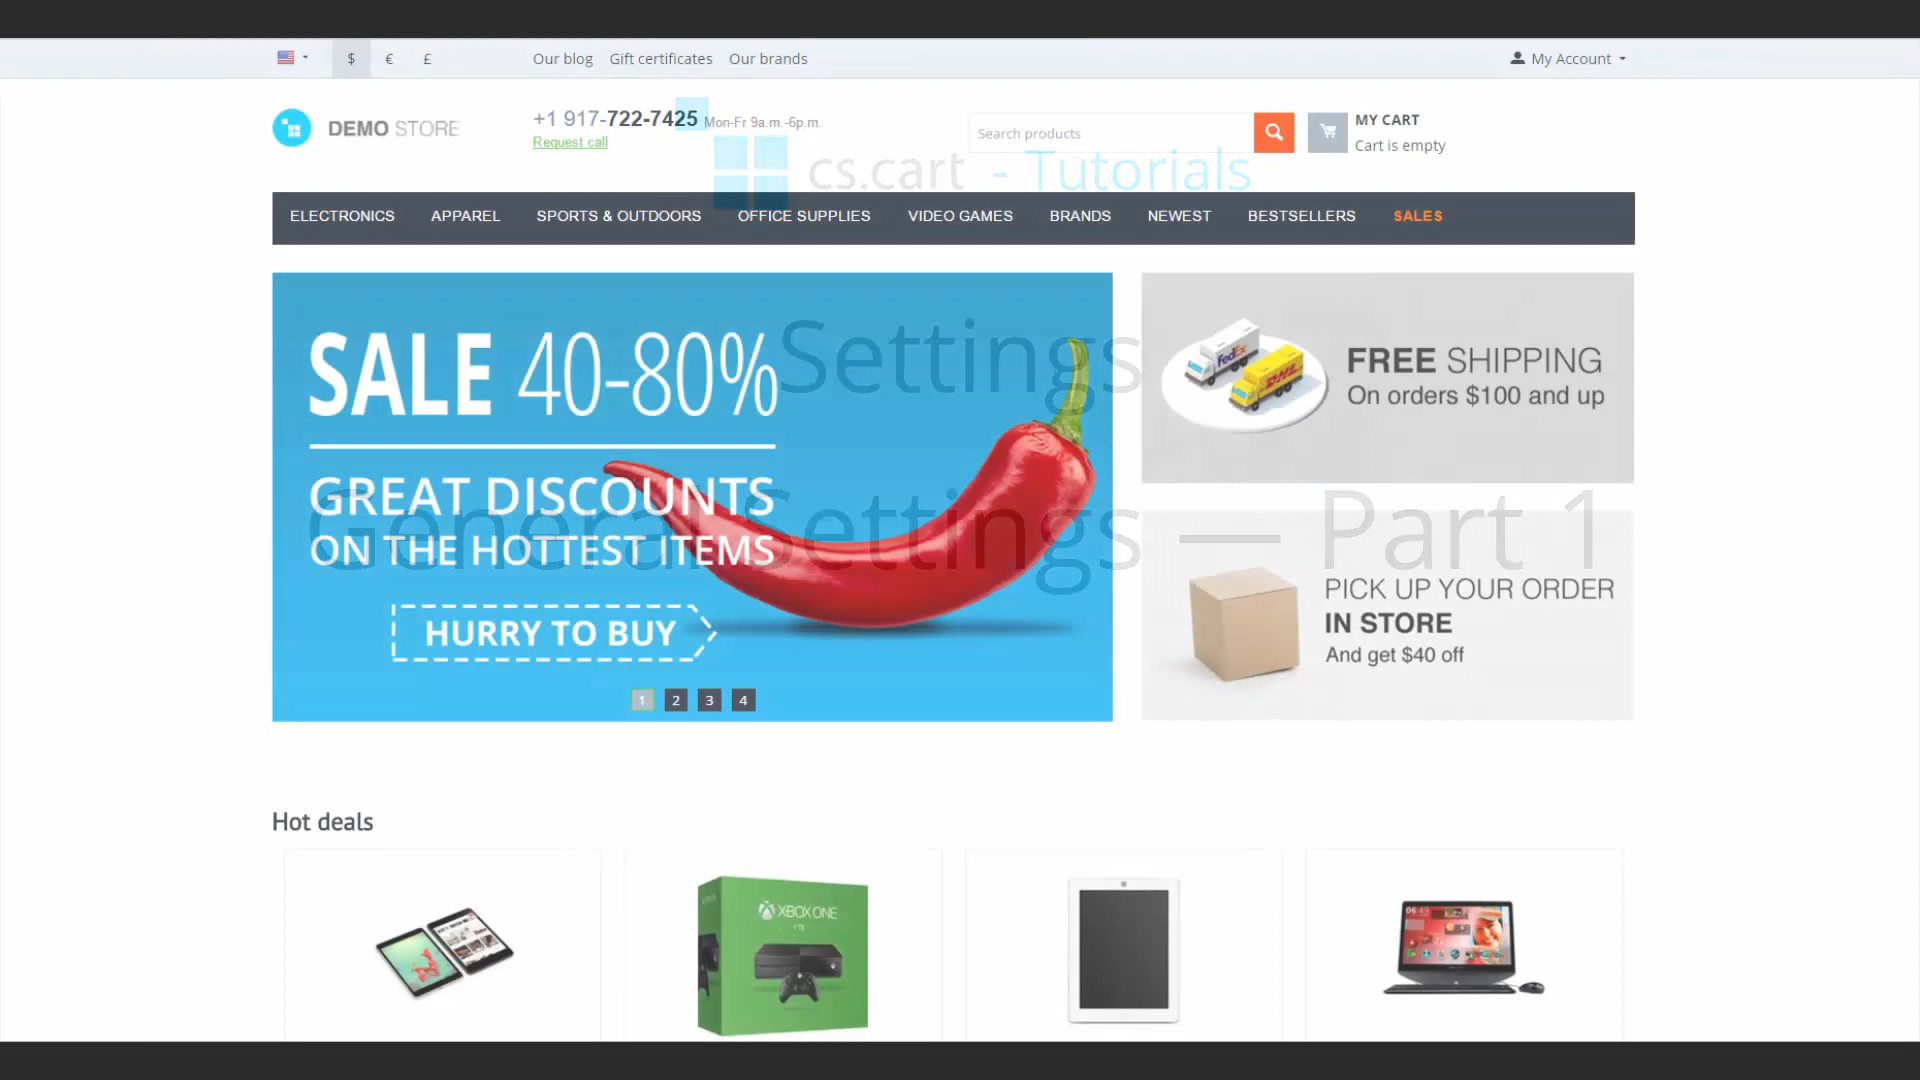 $ € £ Our blog Gift certificates Our brands My Account
DEMO STORE
+1 917-722-7425 Mon-Fr 9a.m.-6p.m.
Request call
Search products
MY CART
Cart is empty
cs.cart - Tutorials
ELECTRONICS APPAREL SPORTS & OUTDOORS OFFICE SUPPLIES VIDEO GAMES BRANDS NEWEST BESTSELLERS SALES
SALE 40-80%
GREAT DISCOUNTS
ON THE HOTTEST ITEMS
HURRY TO BUY
1 2 3 4
Settings
General Settings — Part 1
FedEx
DHL
FREE SHIPPING
On orders $100 and up
PICK UP YOUR ORDER
IN STORE
And get $40 off
Hot deals
XBOX ONE